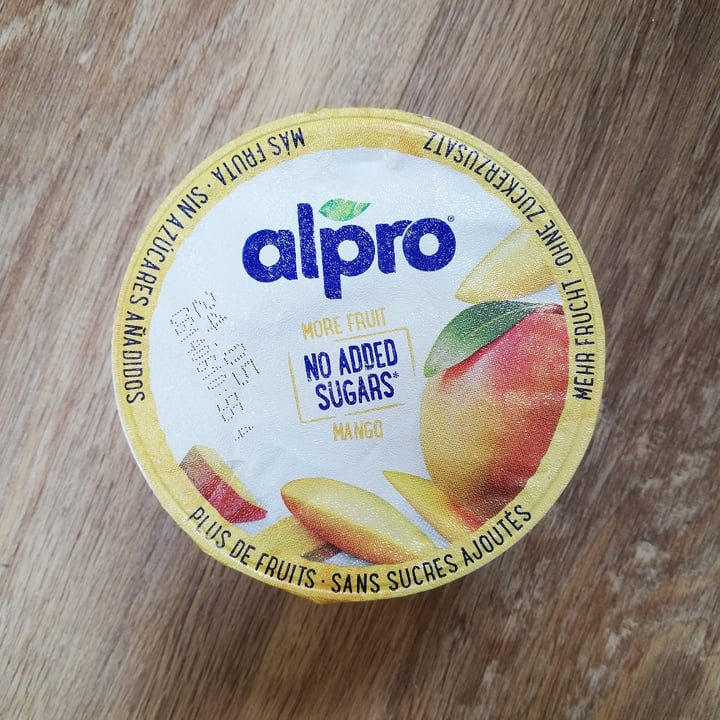 alpro®
MORE FRUIT
NO ADDED
SUGARS*
MANGO
MÁS FRUTA · SIN AZÚCARES AÑADIDOS
MEHR FRUCHT · OHNE ZUCKERZUSATZ
PLUS DE FRUITS · SANS SUCRES AJOUTÉS